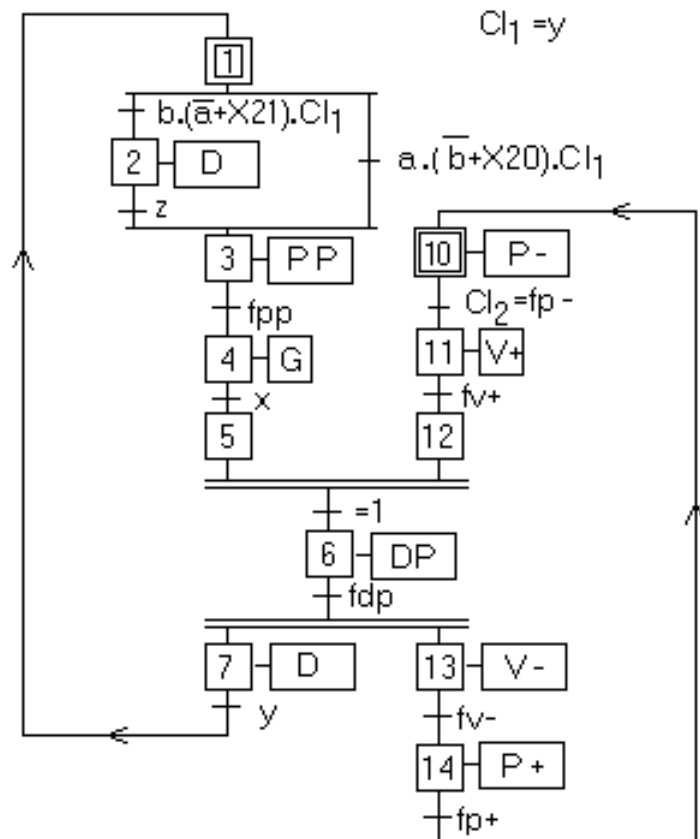 CI₁ =y
1
b.(a̅+X21).CI₁
2 D
a.(b̅+X20).CI₁
z
3 PP
10 P-
fpp
CI₂=fp-
4 G
11 V+
x
fv+
5
12
=1
6 DP
fdp
7 D
13 V-
y
fv-
14 P+
fp+